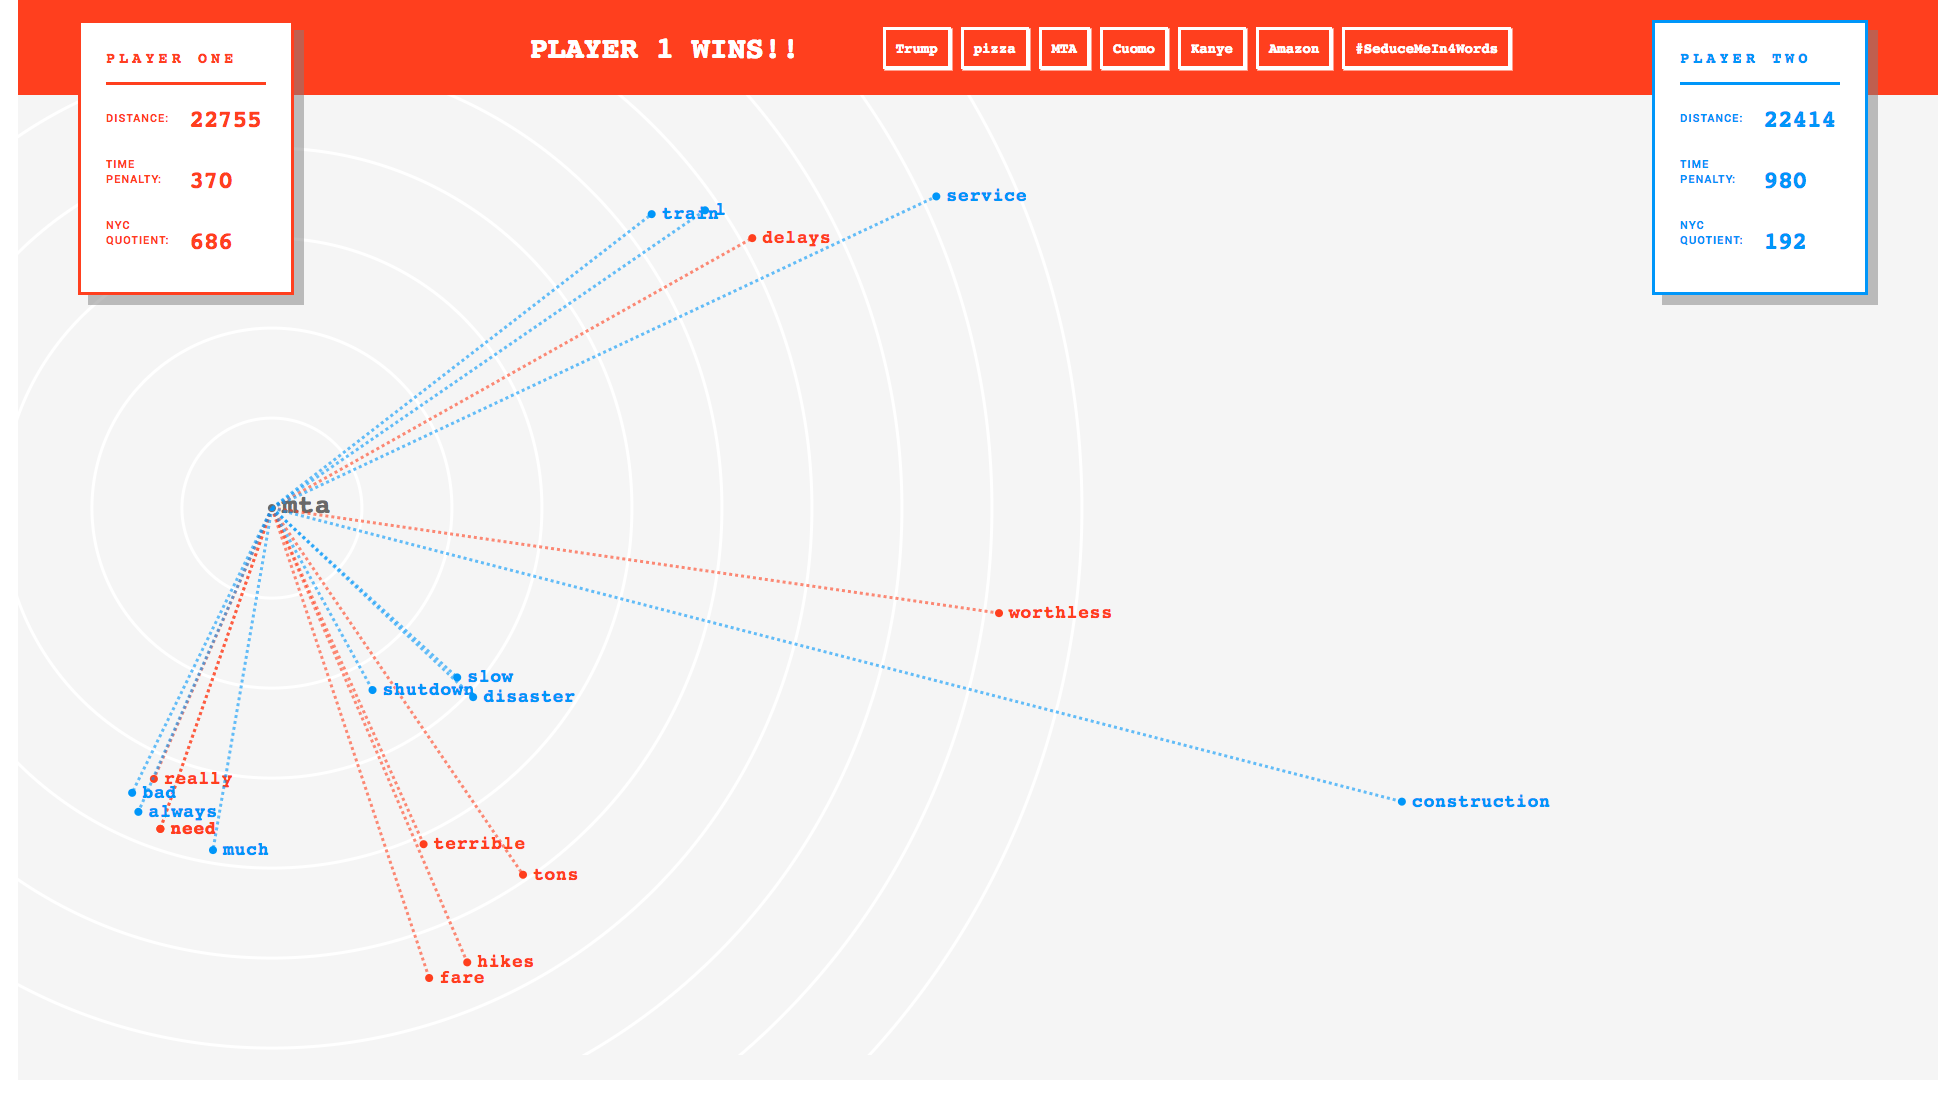 PLAYER ONE
DISTANCE: 22755
TIME PENALTY: 370
NYC QUOTIENT: 686
PLAYER 1 WINS!!
Trump
pizza
MTA
Cuomo
Kanye
Amazon
#SeduceMeIn4Words
PLAYER TWO
DISTANCE: 22414
TIME PENALTY: 980
NYC QUOTIENT: 192
service
train
l
delays
mta
worthless
slow
shutdown
disaster
really
bad
always
need
much
construction
terrible
tons
hikes
fare